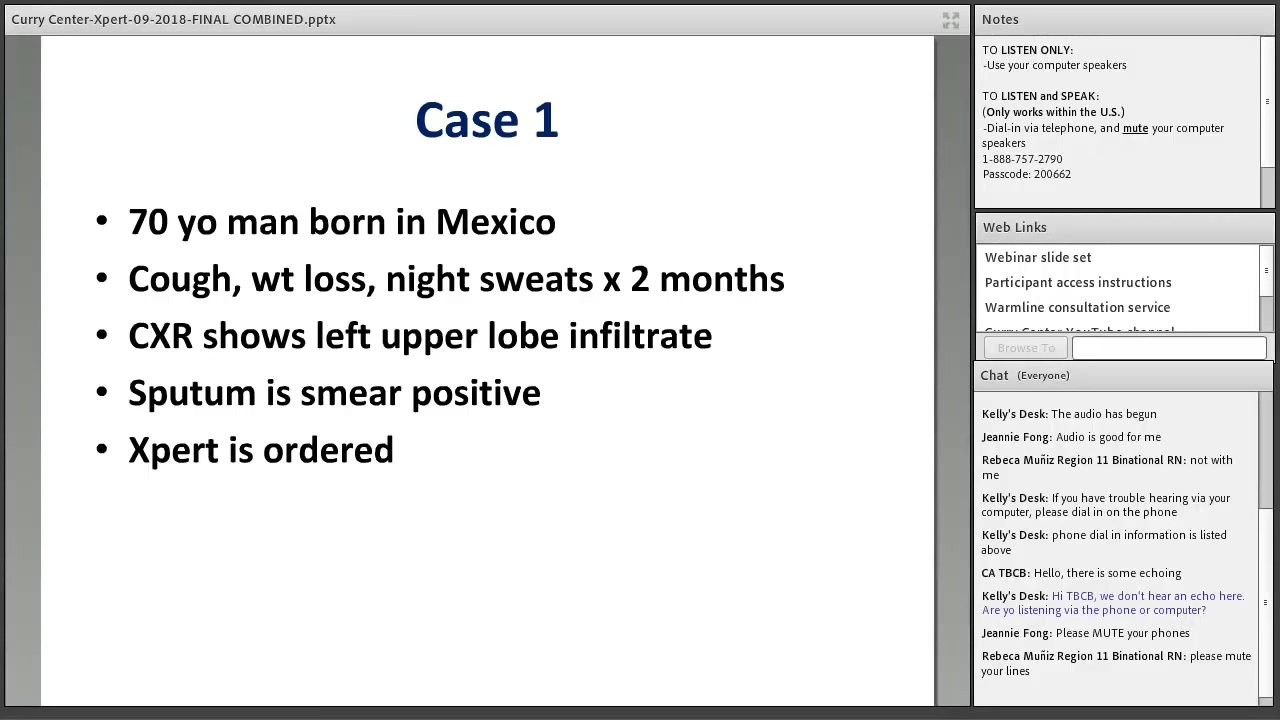 Curry Center-Xpert-09-2018-FINAL COMBINED.pptx
Case 1
• 70 yo man born in Mexico
• Cough, wt loss, night sweats x 2 months
• CXR shows left upper lobe infiltrate
• Sputum is smear positive
• Xpert is ordered
Notes
TO LISTEN ONLY:
-Use your computer speakers
TO LISTEN and SPEAK:
(Only works within the U.S.)
-Dial-in via telephone, and mute your computer
speakers
1-888-757-2790
Passcode: 200662
Web Links
Webinar slide set
Participant access instructions
Warmline consultation service
Curry Center YouTube channel
Browse To
Chat (Everyone)
Kelly's Desk: The audio has begun
Jeannie Fong: Audio is good for me
Rebeca Muñiz Region 11 Binational RN: not with
me
Kelly's Desk: If you have trouble hearing via your
computer, please dial in on the phone
Kelly's Desk: phone dial in information is listed
above
CA TBCB: Hello, there is some echoing
Kelly's Desk: Hi TBCB, we don't hear an echo here.
Are yo listening via the phone or computer?
Jeannie Fong: Please MUTE your phones
Rebeca Muñiz Region 11 Binational RN: please mute
your lines